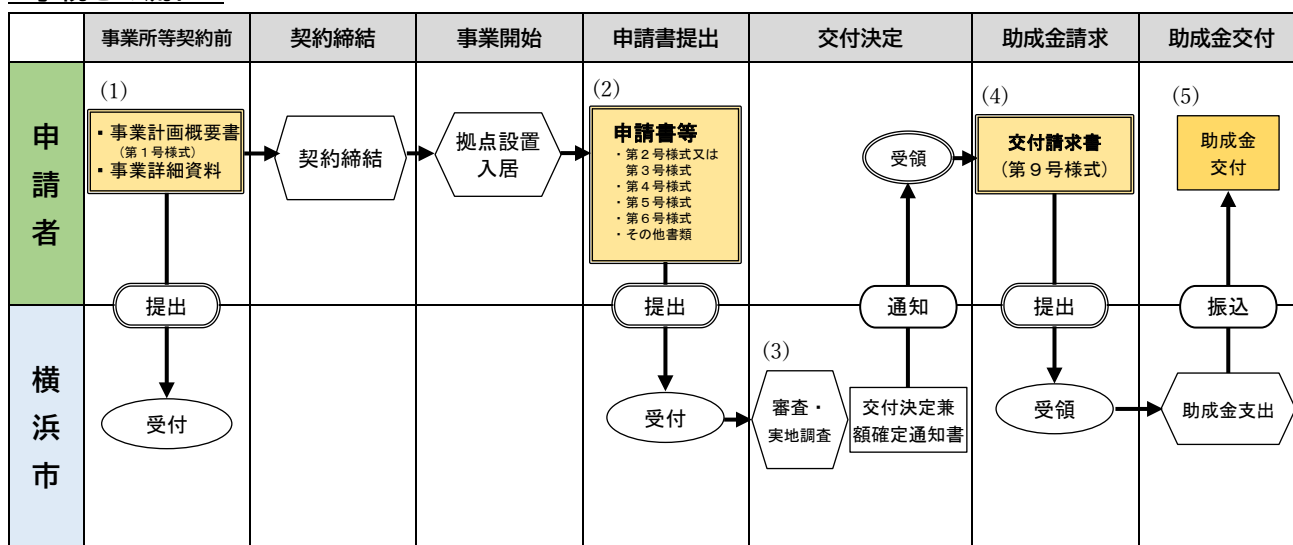 事業所等契約前
契約締結
事業開始
申請書提出
交付決定
助成金請求
助成金交付
申請者
(1)
・事業計画概要書
(第1号様式)
・事業詳細資料
契約締結
拠点設置
入居
(2)
申請書等
・第2号様式又は
第3号様式
・第4号様式
・第5号様式
・第6号様式
・その他書類
受領
(4)
交付請求書
(第9号様式)
(5)
助成金
交付
提出
提出
通知
提出
振込
横浜市
受付
受付
(3)
審査・
実地調査
交付決定兼
額確定通知書
受領
助成金支出